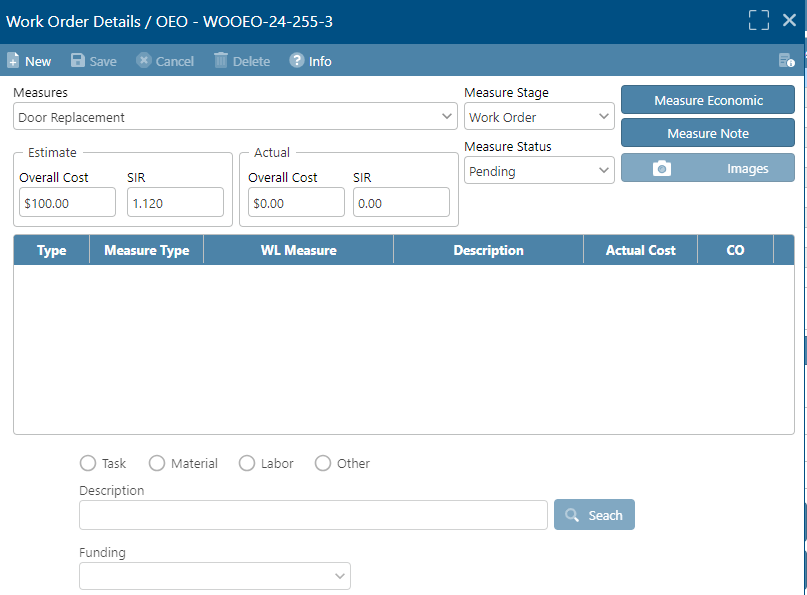 Work Order Details / OEO - WOOEO-24-255-3
New Save Cancel Delete Info
Measures
Door Replacement
Measure Stage
Work Order
Measure Status
Pending
Measure Economic
Measure Note
Images
Estimate
Overall Cost SIR
$100.00 1.120
Actual
Overall Cost SIR
$0.00 0.00
Type Measure Type WL Measure Description Actual Cost CO
Task Material Labor Other
Description
Seach
Funding